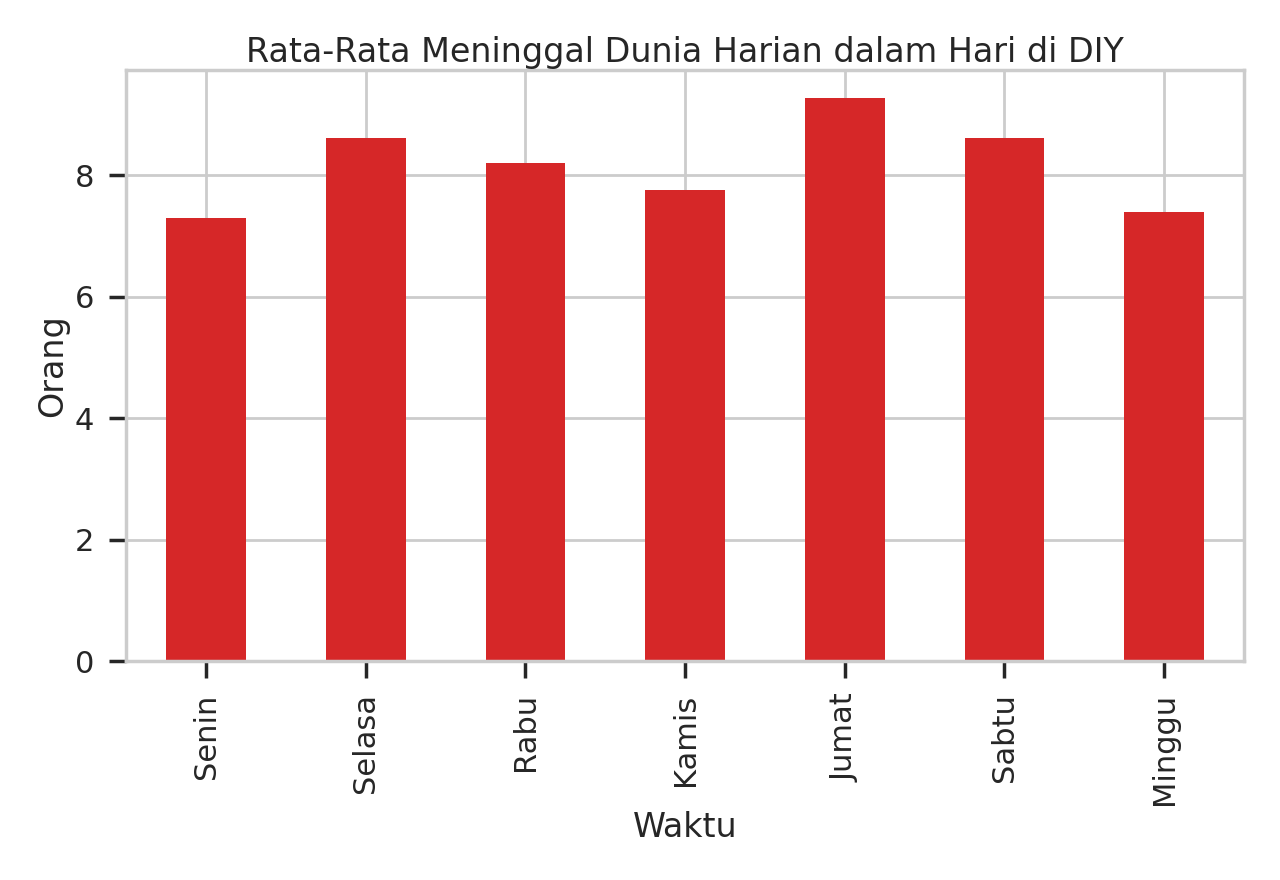 Rata-Rata Meninggal Dunia Harian dalam Hari di DIY
Orang
8
6
4
2
0
Senin
Selasa
Rabu
Kamis
Jumat
Sabtu
Minggu
Waktu